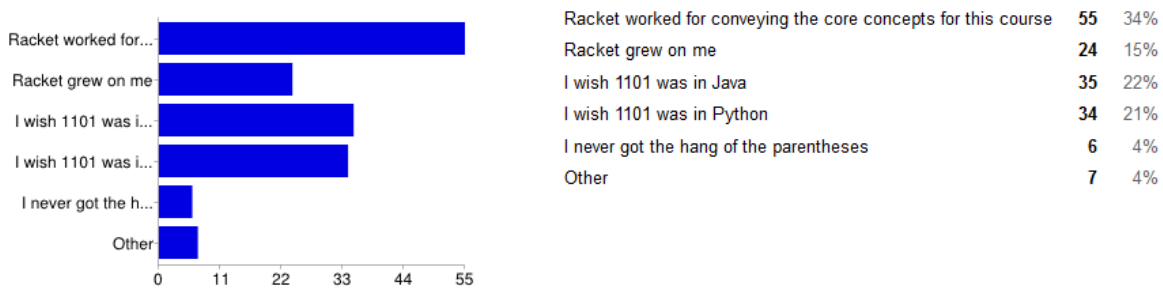 Racket worked for...
Racket grew on me
I wish 1101 was i...
I wish 1101 was i...
I never got the h...
Other
0 11 22 33 44 55
Racket worked for conveying the core concepts for this course 55 34%
Racket grew on me 24 15%
I wish 1101 was in Java 35 22%
I wish 1101 was in Python 34 21%
I never got the hang of the parentheses 6 4%
Other 7 4%